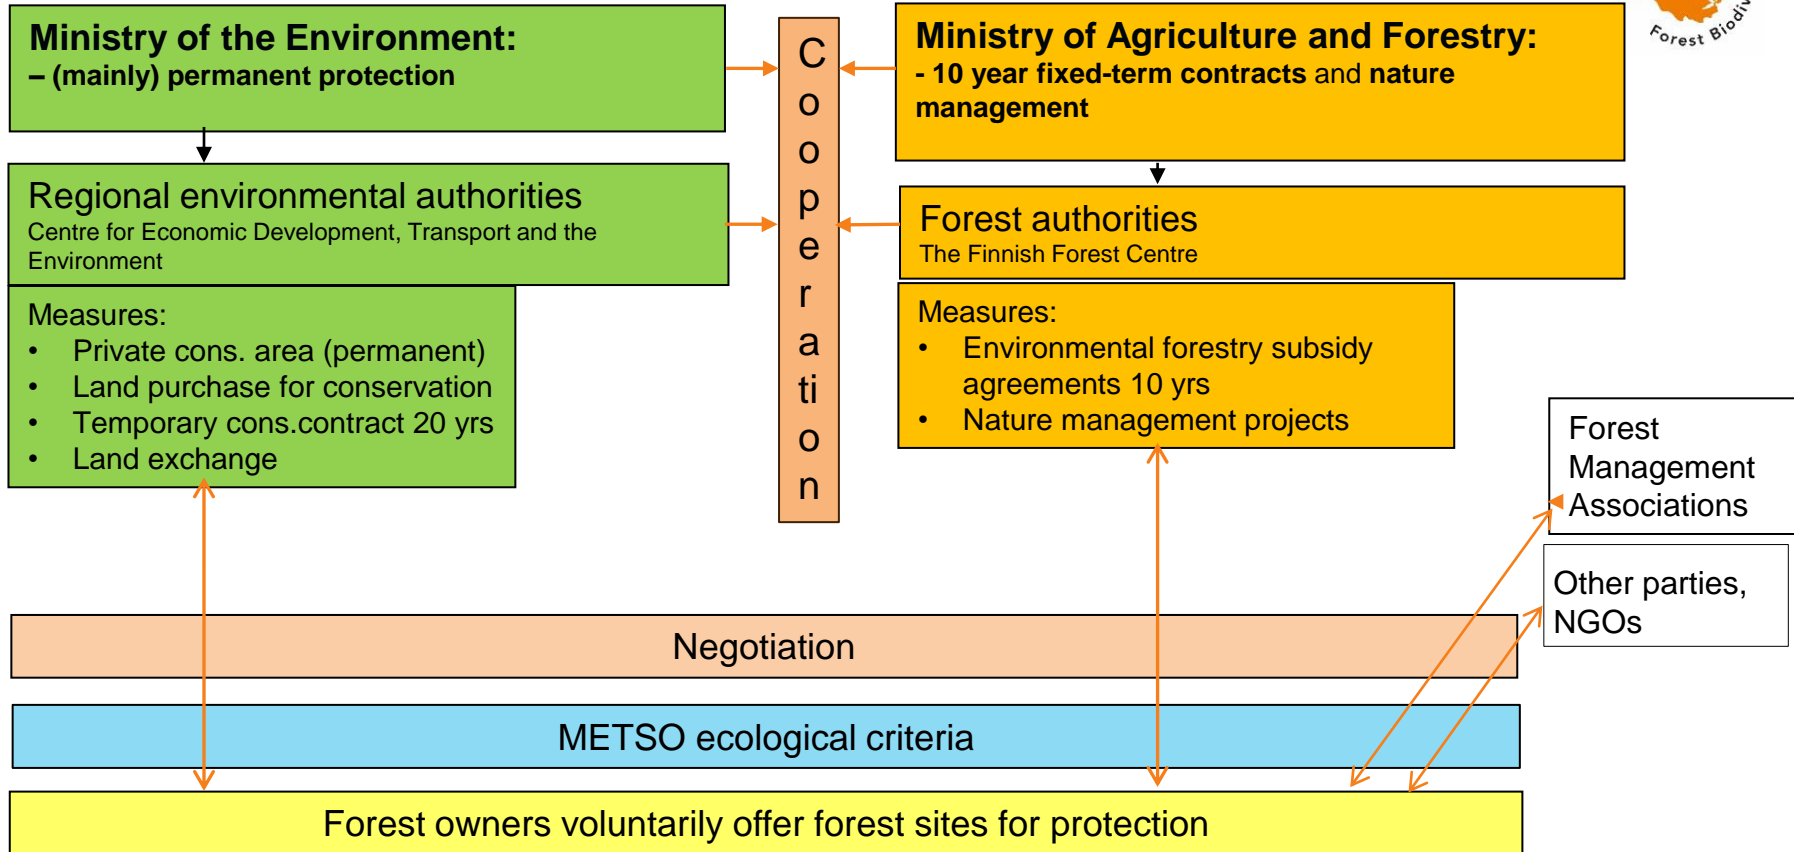 Forest Biodiv
Ministry of the Environment:
– (mainly) permanent protection
Cooperation
Ministry of Agriculture and Forestry:
- 10 year fixed-term contracts and nature
management
Regional environmental authorities
Centre for Economic Development, Transport and the
Environment
Forest authorities
The Finnish Forest Centre
Measures:
• Private cons. area (permanent)
• Land purchase for conservation
• Temporary cons.contract 20 yrs
• Land exchange
Measures:
• Environmental forestry subsidy
agreements 10 yrs
• Nature management projects
Forest
Management
Associations
Other parties,
NGOs
Negotiation
METSO ecological criteria
Forest owners voluntarily offer forest sites for protection